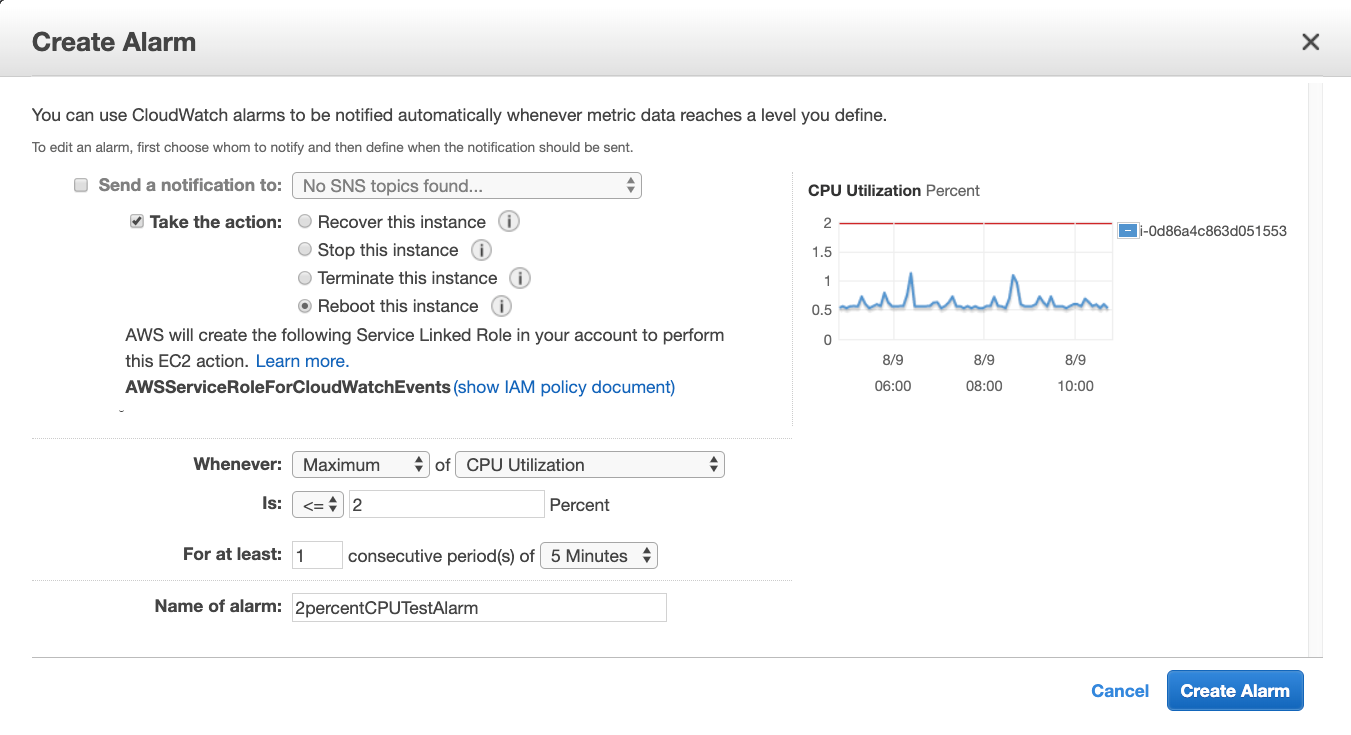 Create Alarm
You can use CloudWatch alarms to be notified automatically whenever metric data reaches a level you define.
To edit an alarm, first choose whom to notify and then define when the notification should be sent.
Send a notification to: No SNS topics found...
Take the action: Recover this instance i
Stop this instance i
Terminate this instance i
Reboot this instance i
AWS will create the following Service Linked Role in your account to perform
this EC2 action. Learn more.
AWSServiceRoleForCloudWatchEvents (show IAM policy document)
CPU Utilization Percent
2
1.5
1
0.5
0
8/9 8/9 8/9
06:00 08:00 10:00
i-0d86a4c863d051553
Whenever: Maximum of CPU Utilization
Is: <= 2 Percent
For at least: 1 consecutive period(s) of 5 Minutes
Name of alarm: 2percentCPUTestAlarm
Cancel Create Alarm